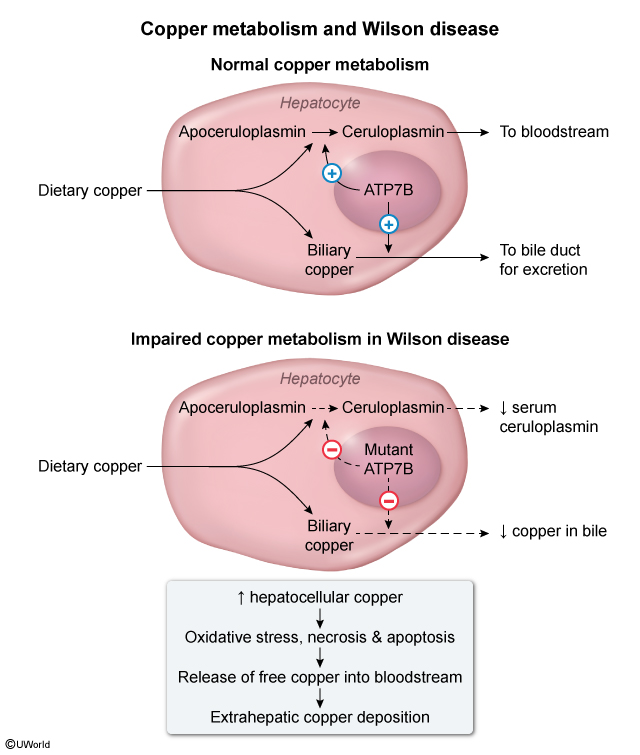 Copper metabolism and Wilson disease
Normal copper metabolism
Hepatocyte
Apoceruloplasmin
Ceruloplasmin
To bloodstream
+
Dietary copper
ATP7B
+
Biliary
copper
To bile duct
for excretion
Impaired copper metabolism in Wilson disease
Hepatocyte
Apoceruloplasmin
Ceruloplasmin
↓ serum
ceruloplasmin
−
Dietary copper
Mutant
ATP7B
−
Biliary
copper
↓ copper in bile
↑ hepatocellular copper
Oxidative stress, necrosis & apoptosis
Release of free copper into bloodstream
Extrahepatic copper deposition
©UWorld